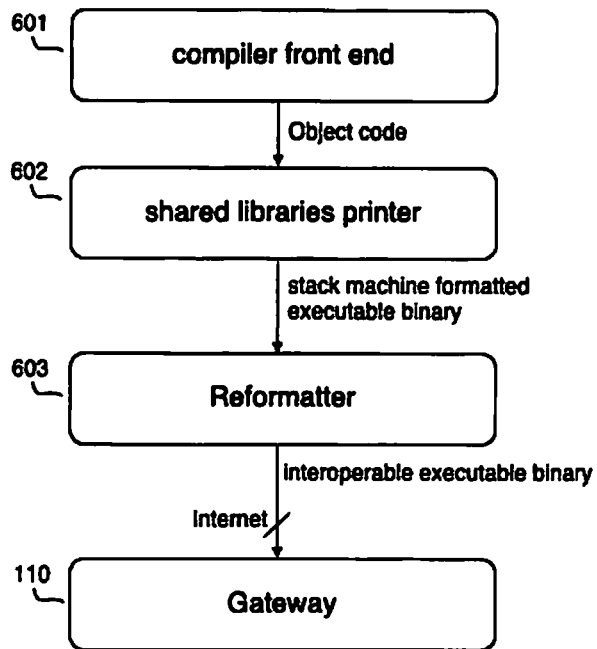 601
compiler front end
Object code
602
shared libraries printer
stack machine formatted
executable binary
603
Reformatter
interoperable executable binary
Internet
110
Gateway